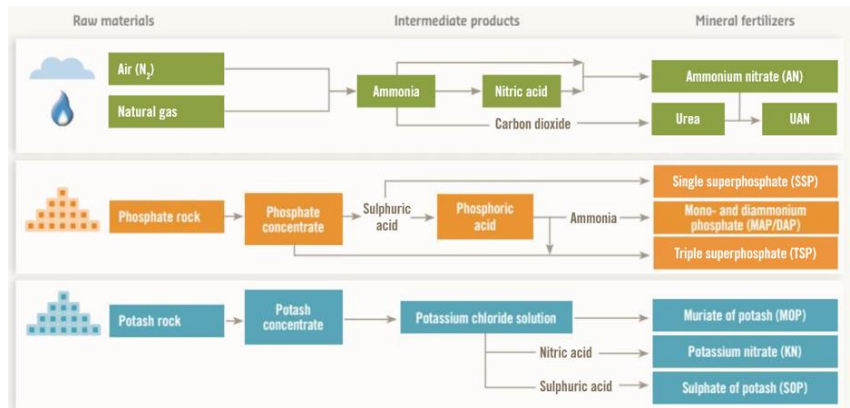 Raw materials
Intermediate products
Mineral fertilizers
Air (N₂)
Natural gas
Ammonia
Nitric acid
Carbon dioxide
Ammonium nitrate (AN)
Urea
UAN
Phosphate rock
Phosphate
concentrate
Sulphuric
acid
Phosphoric
acid
Ammonia
Single superphosphate (SSP)
Mono- and diammonium
phosphate (MAP/DAP)
Triple superphosphate (TSP)
Potash rock
Potash
concentrate
Potassium chloride solution
Nitric acid
Sulphuric acid
Muriate of potash (MOP)
Potassium nitrate (KN)
Sulphate of potash (SOP)